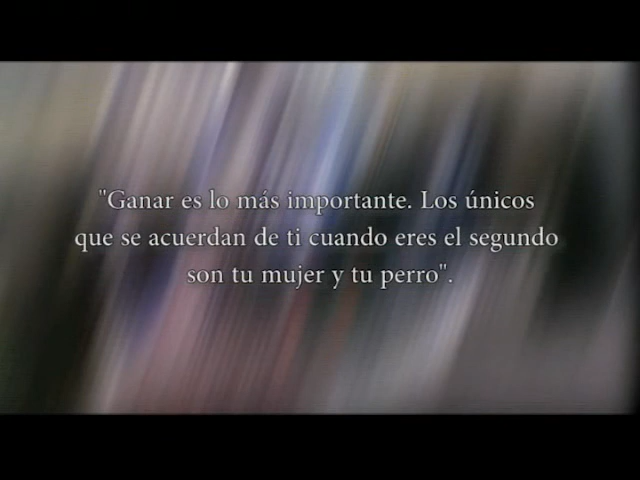 "Ganar es lo más importante. Los únicos
que se acuerdan de ti cuando eres el segundo
son tu mujer y tu perro".